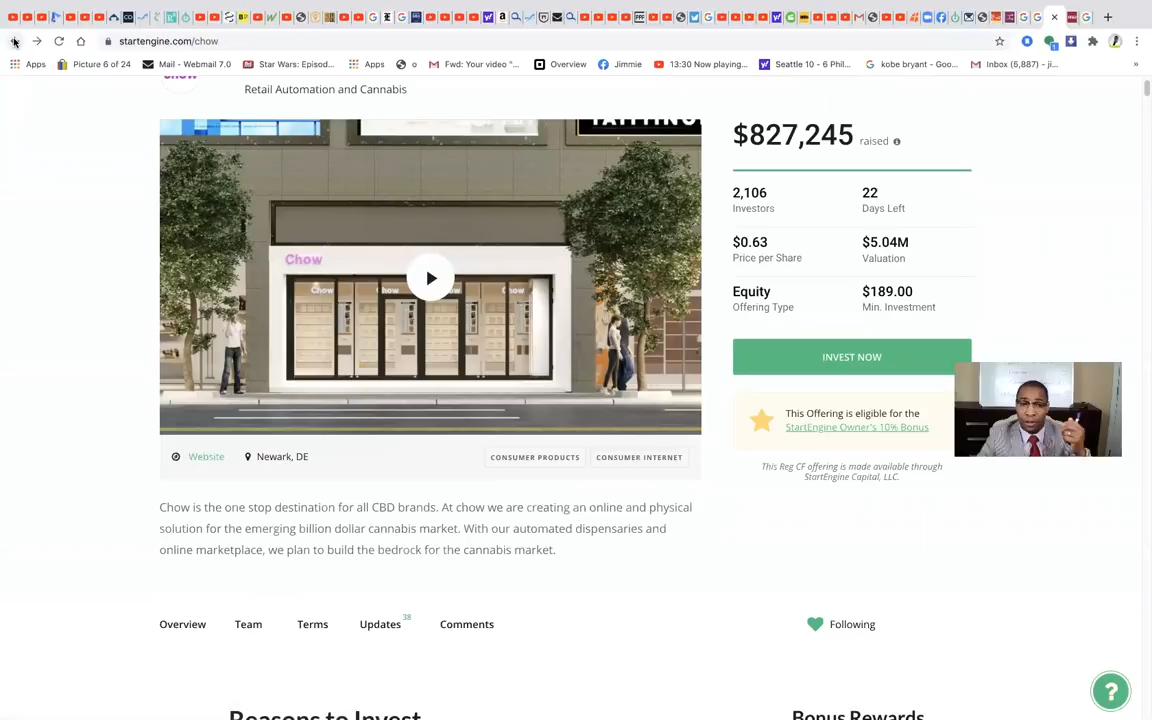 startengine.com/chow
Apps
Picture 6 of 24
Mail - Webmail 7.0
Star Wars: Episod...
Apps
o
Fwd: Your video "...
Overview
Jimmie
13:30 Now playing...
Seattle 10 - 6 Phil...
kobe bryant - Goo...
Inbox (5,887) - ji...
»
Retail Automation and Cannabis
$827,245 raised
2,106
Investors
22
Days Left
$0.63
Price per Share
$5.04M
Valuation
Equity
Offering Type
$189.00
Min. Investment
INVEST NOW
This Offering is eligible for the
StartEngine Owner's 10% Bonus
This Reg CF offering is made available through
StartEngine Capital, LLC.
Chow
Chow
Chow
Chow
Chow
Website
Newark, DE
CONSUMER PRODUCTS
CONSUMER INTERNET
Chow is the one stop destination for all CBD brands. At chow we are creating an online and physical
solution for the emerging billion dollar cannabis market. With our automated dispensaries and
online marketplace, we plan to build the bedrock for the cannabis market.
Overview
Team
Terms
Updates 38
Comments
Following
Reasons to Invest
Bonus Rewards
?